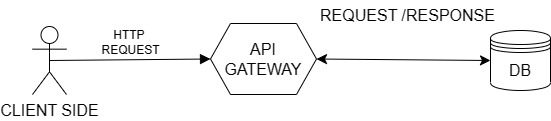 HTTP
REQUEST
API
GATEWAY
REQUEST /RESPONSE
DB
CLIENT SIDE